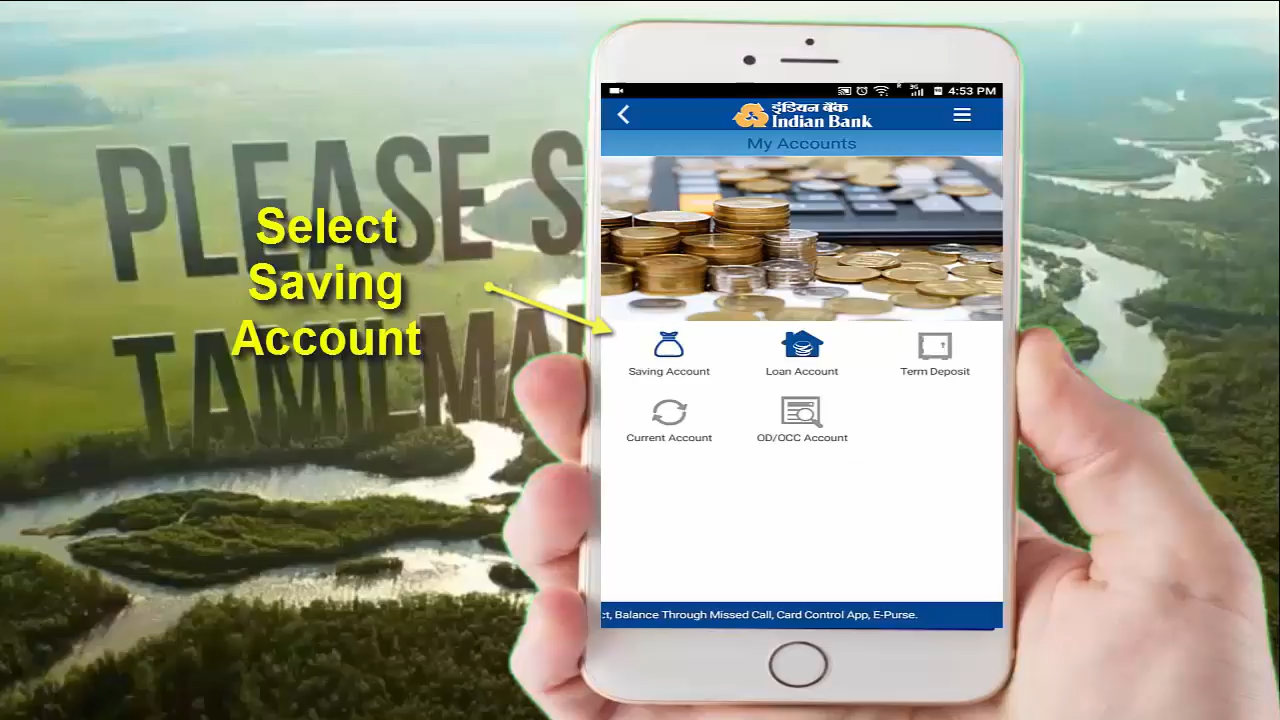 PLEASE S
TAMILMA
Select
Saving
Account
4:53 PM
इंडियन बैंक
Indian Bank
My Accounts
Saving Account
Loan Account
Term Deposit
Current Account
OD/OCC Account
ct, Balance Through Missed Call, Card Control App, E-Purse.